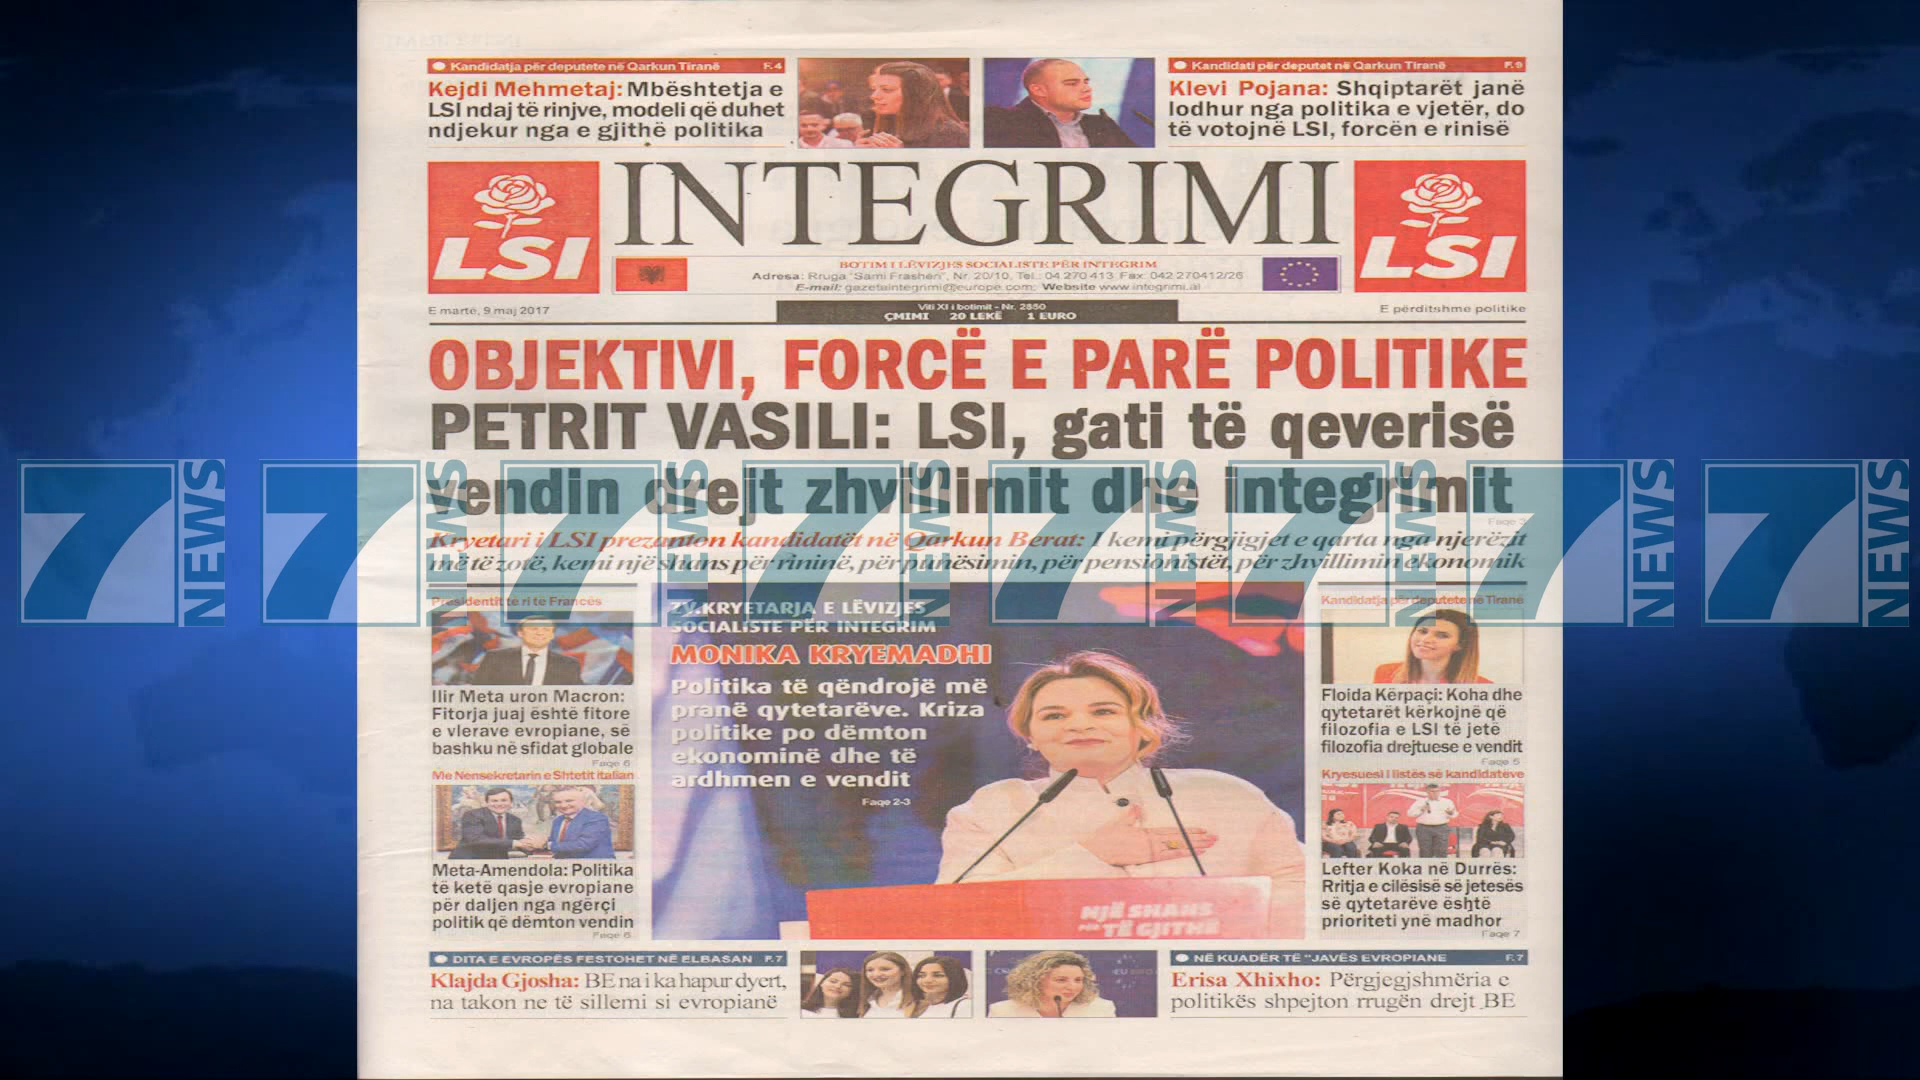 Kandidatja për deputete në Qarkun Tiranë F.4
Kejdi Mehmetaj: Mbështetja e
LSI ndaj të rinjve, modeli që duhet
ndjekur nga e gjithë politika
Kandidati për deputet në Qarkun Tiranë F.9
Klevi Pojana: Shqiptarët janë
lodhur nga politika e vjetër, do
të votojnë LSI, forcën e rinisë
LSI
INTEGRIMI
LSI
BOTIM I LËVIZJES SOCIALISTE PËR INTEGRIM
Adresa: Rruga "Sami Frashëri", Nr. 20/10, Tel.: 04 270 413 Fax: 042 270412/26
E-mail: gazetaintegrimi@europe.com; Website www.integrimi.al
E martë, 9 maj 2017
Viti XI i botimit - Nr. 2850
ÇMIMI 20 LEKË 1 EURO
E përditshme politike
OBJEKTIVI, FORCË E PARË POLITIKE
PETRIT VASILI: LSI, gati të qeverisë
vendin drejt zhvillimit dhe integrimit
Faqe 3
Kryetari i LSI prezanton kandidatët në Qarkun Berat: I kemi përgjigjet e qarta nga njerëzit
më të zotë, kemi një shans për rininë, për punësimin, për pensionistët, për zhvillimin ekonomik
7 NEWS 7 NEWS 7 NEWS 7 NEWS 7 NEWS 7 NEWS 7 NEWS 7 NEWS
Presidentit të ri të Francës
Ilir Meta uron Macron:
Fitorja juaj është fitore
e vlerave evropiane, së
bashku në sfidat globale
Faqe 6
Me Nënsekretarin e Shtetit italian
Meta-Amendola: Politika
të ketë qasje evropiane
për daljen nga ngërçi
politik që dëmton vendin
Faqe 6
ZV.KRYETARJA E LËVIZJES
SOCIALISTE PËR INTEGRIM
MONIKA KRYEMADHI
Politika të qëndrojë më
pranë qytetarëve. Kriza
politike po dëmton
ekonominë dhe të
ardhmen e vendit
Faqe 2-3
NJË SHANS
PËR TË GJITHË
Kandidatja për deputete në Tiranë
Floida Kërpaçi: Koha dhe
qytetarët kërkojnë që
filozofia e LSI të jetë
filozofia drejtuese e vendit
Faqe 5
Kryesuesi i listës së kandidatëve
Lefter Koka në Durrës:
Rritja e cilësisë së jetesës
së qytetarëve është
prioriteti ynë madhor
Faqe 7
DITA E EVROPËS FESTOHET NË ELBASAN F.7
Klajda Gjosha: BE na i ka hapur dyert,
na takon ne të sillemi si evropianë
NË KUADËR TË "JAVËS EVROPIANE F.7
Erisa Xhixho: Përgjegjshmëria e
politikës shpejton rrugën drejt BE